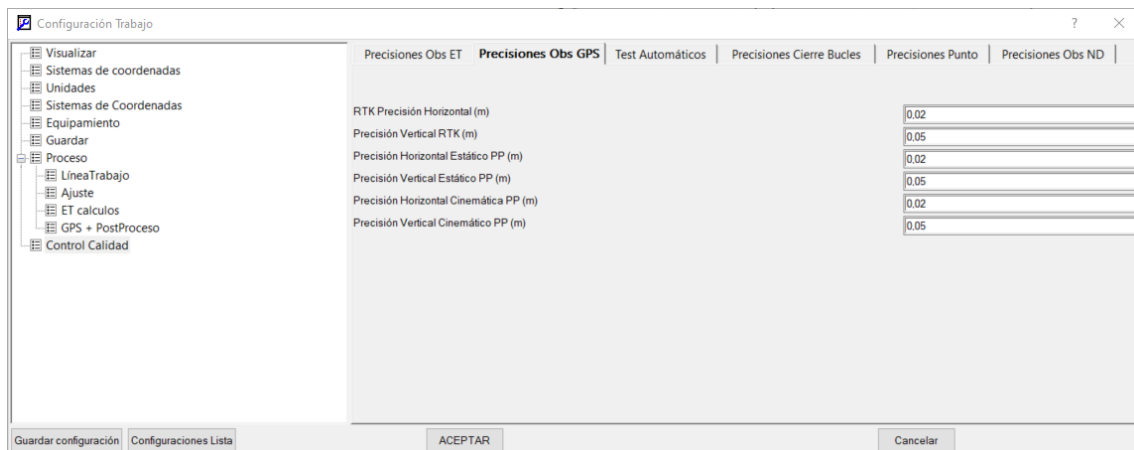 Configuración Trabajo
Visualizar
Sistemas de coordenadas
Unidades
Sistemas de Coordenadas
Equipamiento
Guardar
Proceso
LíneaTrabajo
Ajuste
ET calculos
GPS + PostProceso
Control Calidad
Precisiones Obs ET Precisiones Obs GPS Test Automáticos Precisiones Cierre Bucles Precisiones Punto Precisiones Obs ND
RTK Precisión Horizontal (m) 0,02
Precisión Vertical RTK (m) 0,05
Precisión Horizontal Estático PP (m) 0,02
Precisión Vertical Estático PP (m) 0,05
Precisión Horizontal Cinemática PP (m) 0,02
Precisión Vertical Cinemático PP (m) 0,05
Guardar configuración Configuraciones Lista ACEPTAR Cancelar